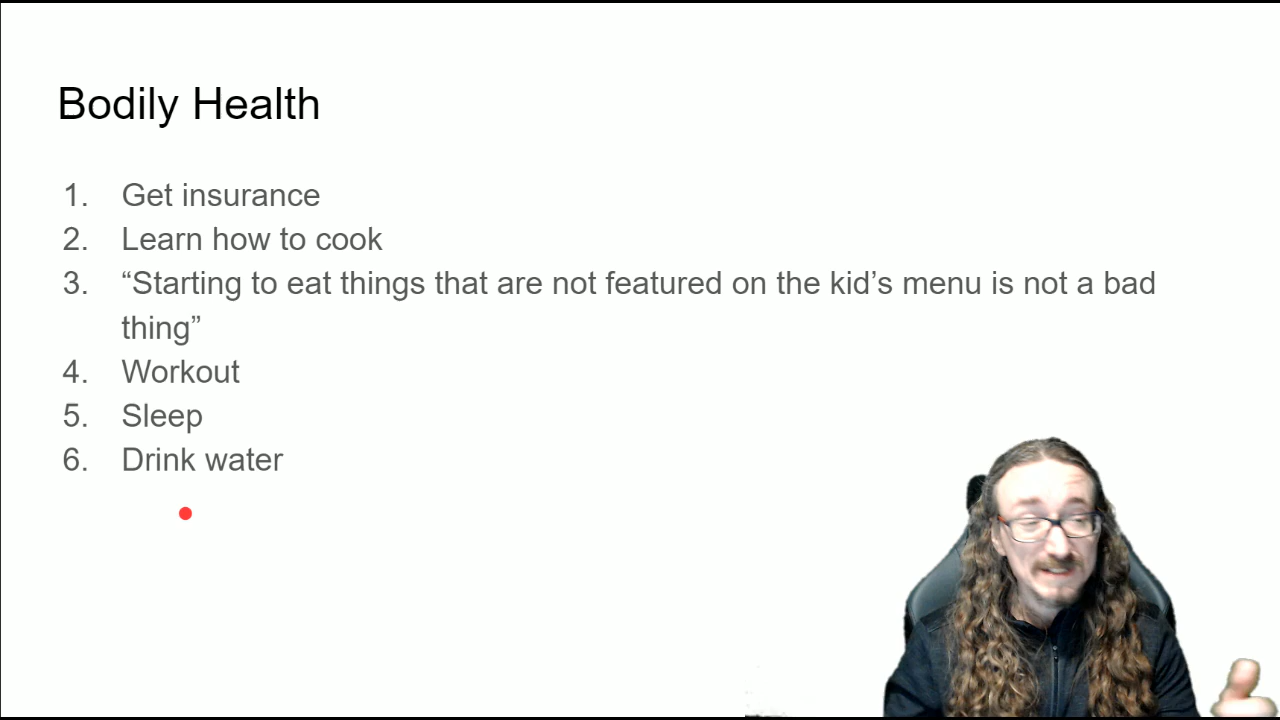 Bodily Health
1. Get insurance
2. Learn how to cook
3. “Starting to eat things that are not featured on the kid’s menu is not a bad
thing”
4. Workout
5. Sleep
6. Drink water